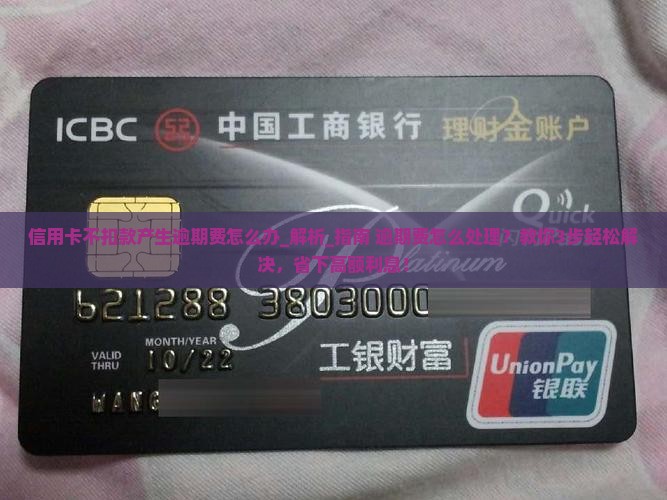 ICBC 中国工商银行 理财金账户
Quick
信用卡不扣款产生逾期费怎么办_解析_指南 逾期费怎么处理？教你3步轻松解
决，省下高额利息！
Platinum
621288 3803000
MONTH/YEAR
VALID THRU 10/22
工银财富
UnionPay
银联
WANG